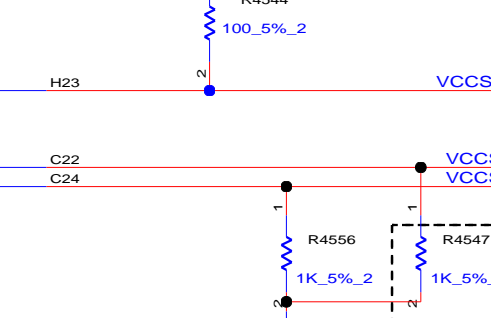 100_5%_2
2
H23
VCCS
C22
VCCS
C24
VCCS
1
1
R4556
R4547
1K_5%_2
1K_5%_
2
2